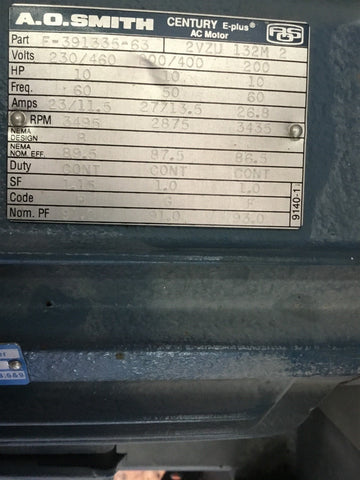 A.O.SMITH CENTURY E-plus®
AC Motor
Part F-391335-63 2VZU 132M 2
Volts 230/460 200/400 200
HP 10 10 10
Freq. 60 50 60
Amps 23/11.5 27/13.5 26.8
RPM 3495 2875 3435
NEMA DESIGN B
NEMA NOM. EFF. 89.5 87.5 86.5
Duty CONT CONT CONT
SF 1.15 1.0 1.0
Code G F
Nom. PF 91.0 93.0
9140-1